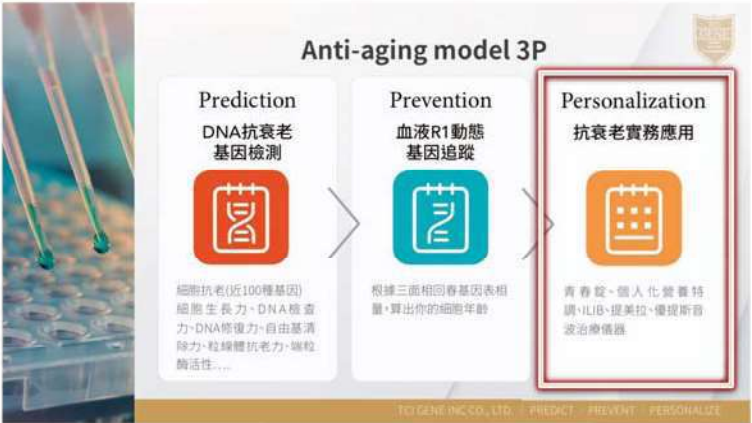 Anti-aging model 3P
Prediction
DNA抗衰老
基因檢測
細胞抗老(近100種基因)
細胞生長力、DNA檢查
力、DNA修復力、自由基清
除力、粒線體抗老力、端粒
酶活性....
Prevention
血液R1動態
基因追蹤
根據三面相回春基因表相
量,算出你的細胞年齡
Personalization
抗衰老實務應用
青春錠、個人化營養特
調、ILIB、提美拉、優提斯音
波治療儀器
TCI GENE INC CO., LTD. | PREDICT | PREVENT | PERSONALIZE